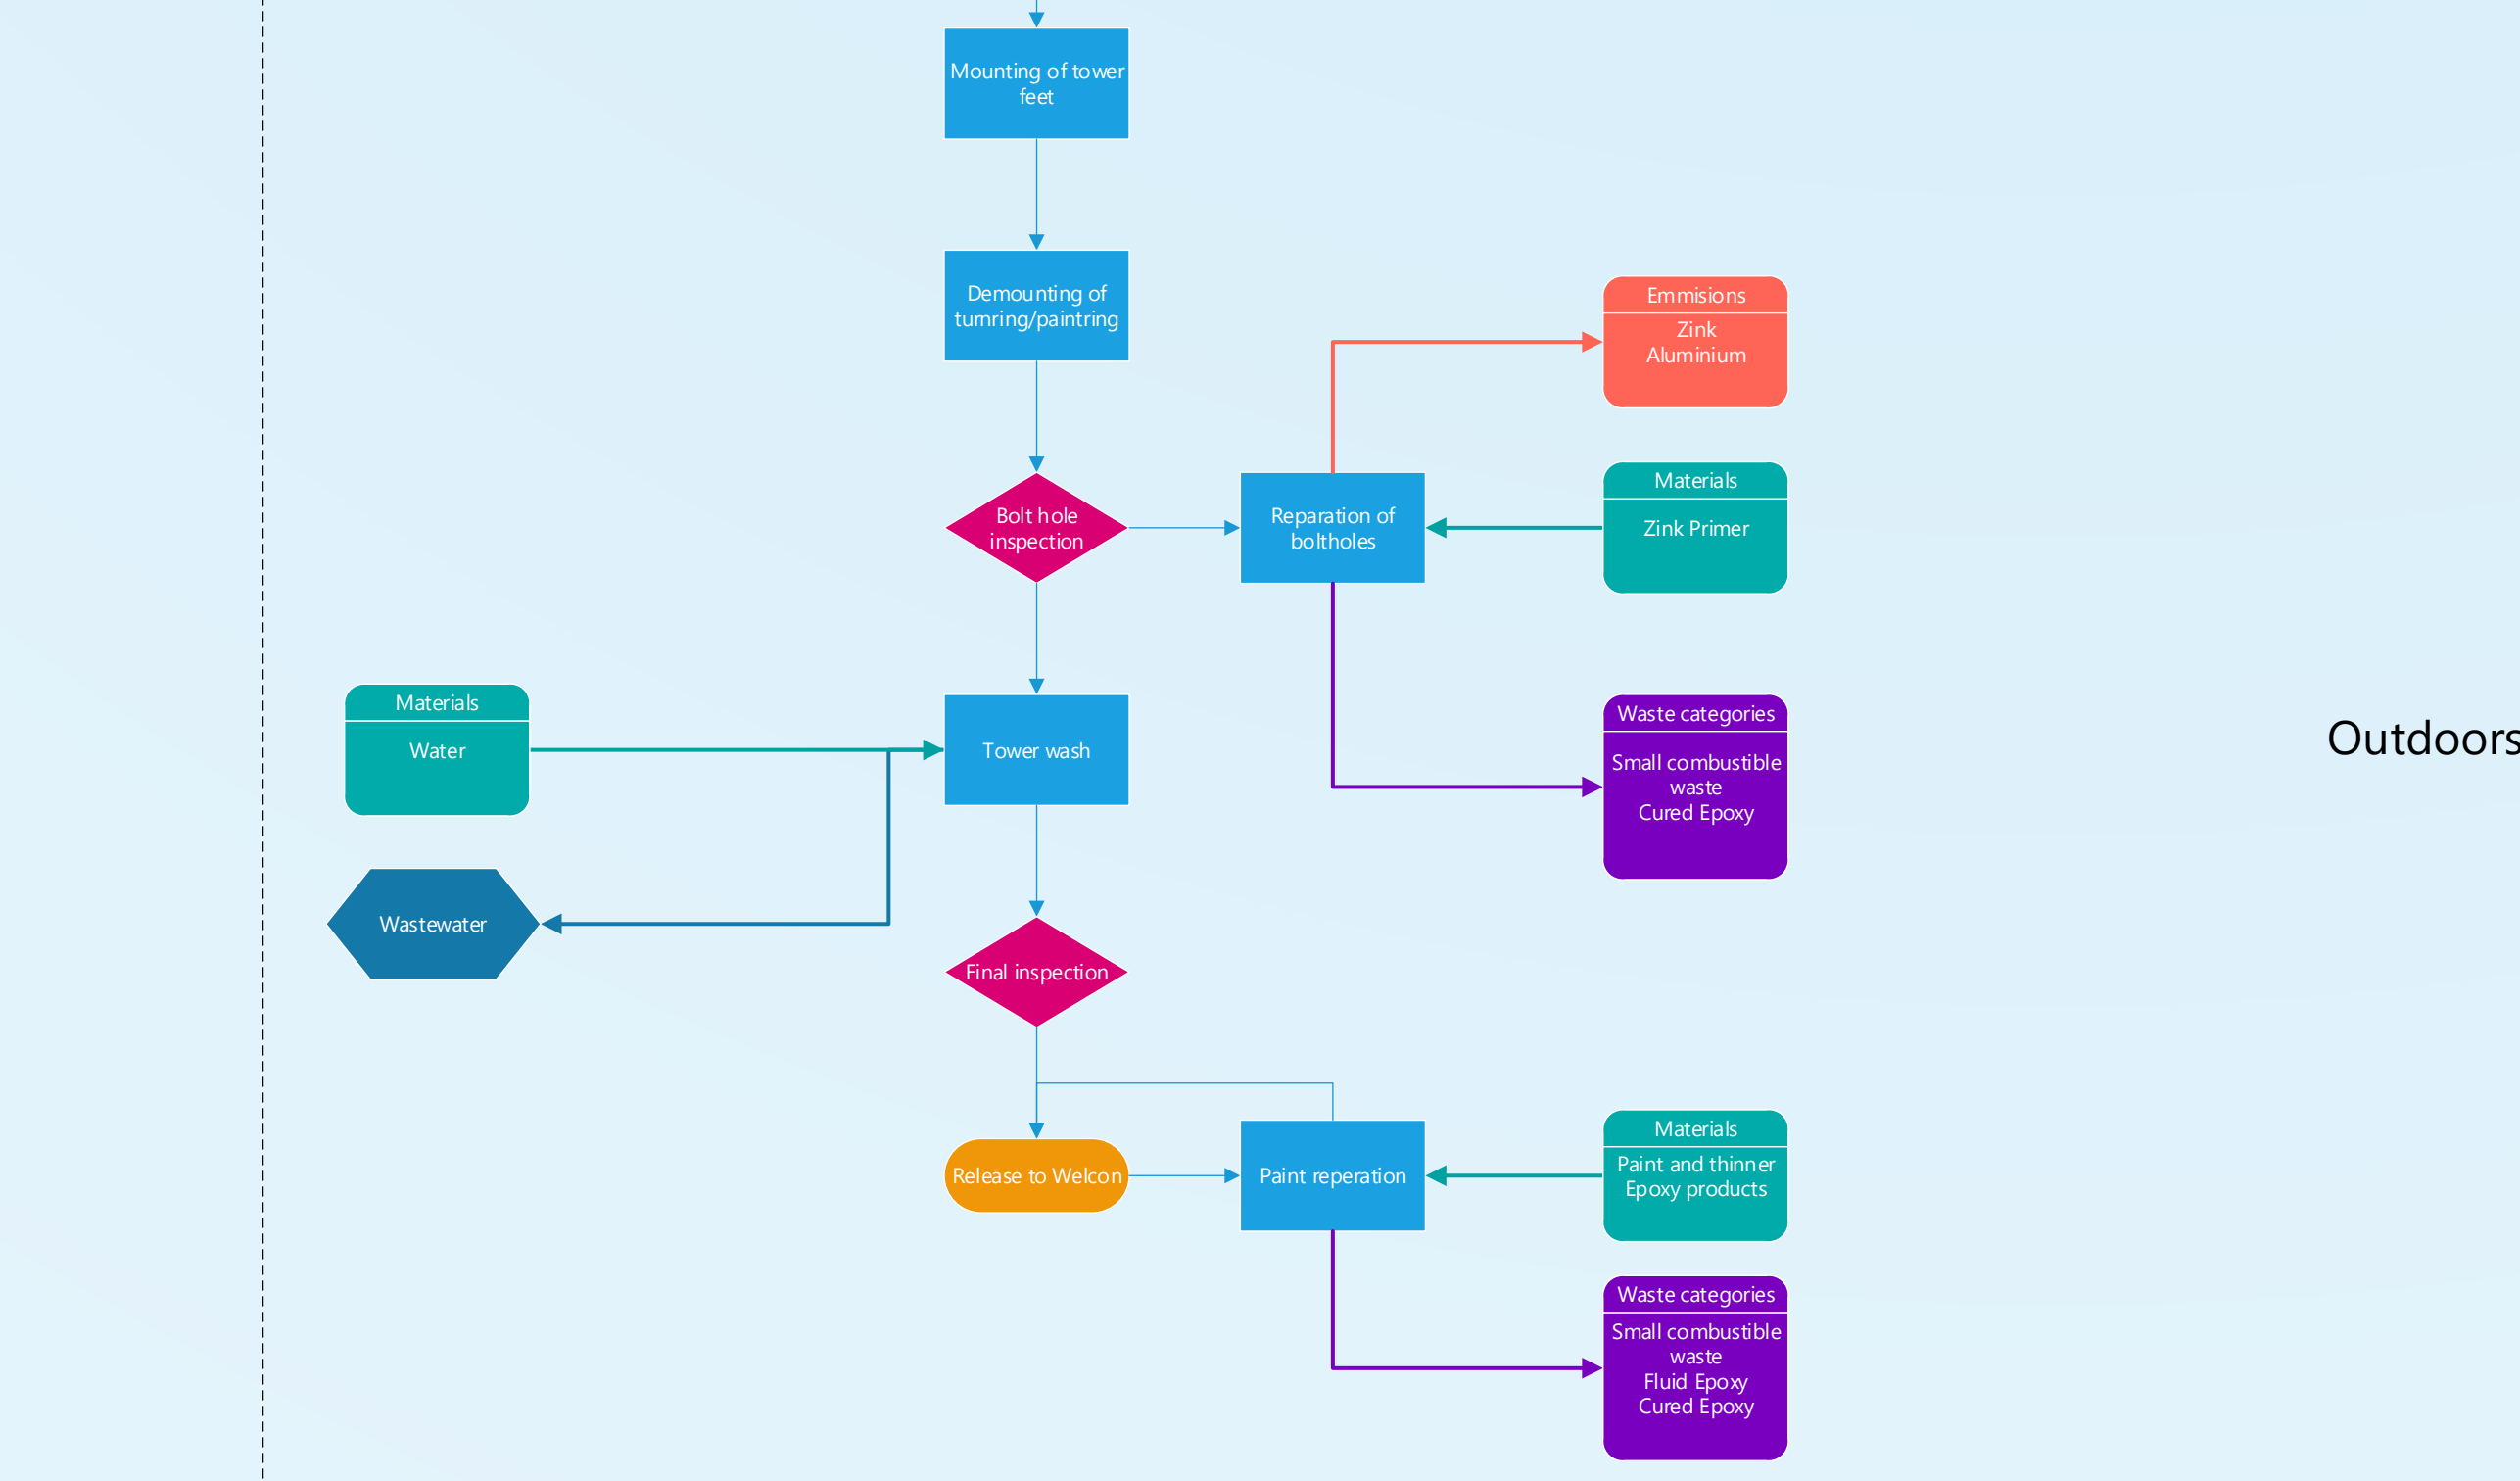 Mounting of tower
feet
Demounting of
turnring/paintring
Emmisions
Zink
Aluminium
Bolt hole
inspection
Reparation of
boltholes
Materials
Zink Primer
Materials
Water
Tower wash
Waste categories
Small combustible
waste
Cured Epoxy
Outdoors
Wastewater
Final inspection
Release to Welcon
Paint reperation
Materials
Paint and thinner
Epoxy products
Waste categories
Small combustible
waste
Fluid Epoxy
Cured Epoxy